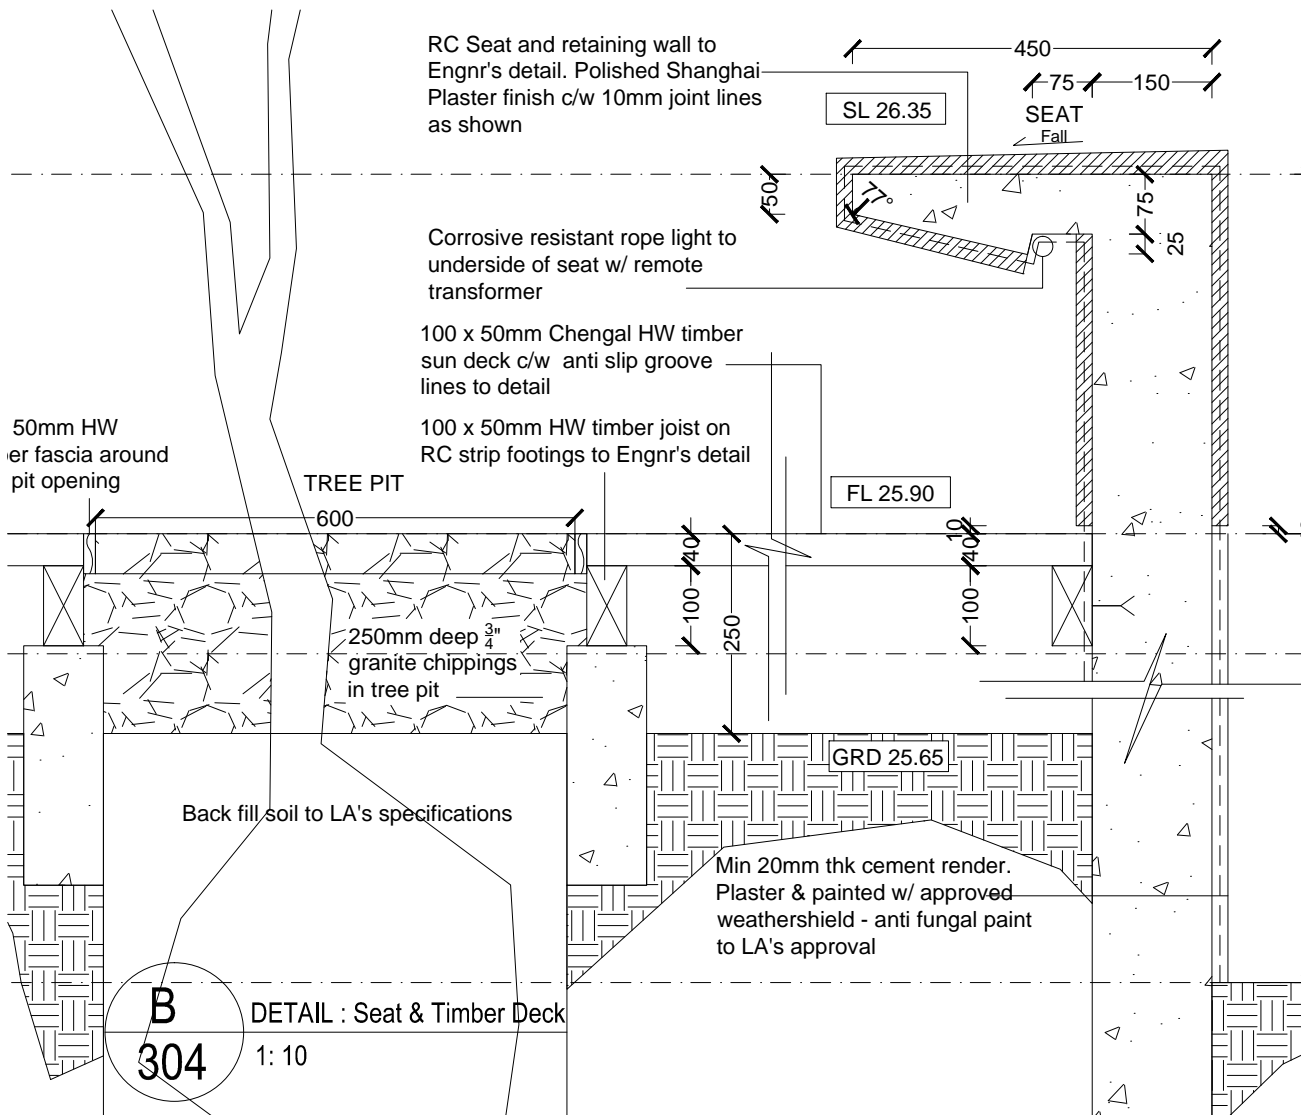 RC Seat and retaining wall to
Engnr's detail. Polished Shanghai
Plaster finish c/w 10mm joint lines
as shown
450
75
150
SL 26.35
SEAT
Fall
50
77°
75
25
Corrosive resistant rope light to
underside of seat w/ remote
transformer
100 x 50mm Chengal HW timber
sun deck c/w anti slip groove
lines to detail
100 x 50mm HW timber joist on
RC strip footings to Engnr's detail
50mm HW
er fascia around
pit opening
TREE PIT
600
FL 25.90
10
40
100
40
100
250
250mm deep 3/4"
granite chippings
in tree pit
GRD 25.65
Back fill soil to LA's specifications
Min 20mm thk cement render.
Plaster & painted w/ approved
weathershield - anti fungal paint
to LA's approval
B
304
DETAIL : Seat & Timber Deck
1: 10